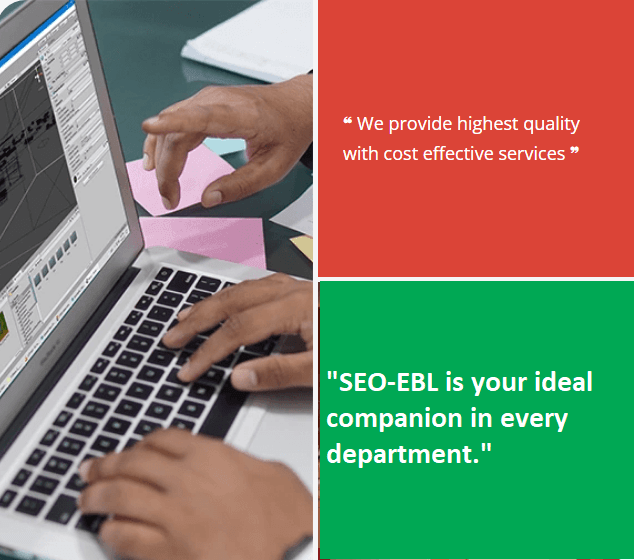 ❝ We provide highest quality
with cost effective services ❞
"SEO-EBL is your ideal
companion in every
department."